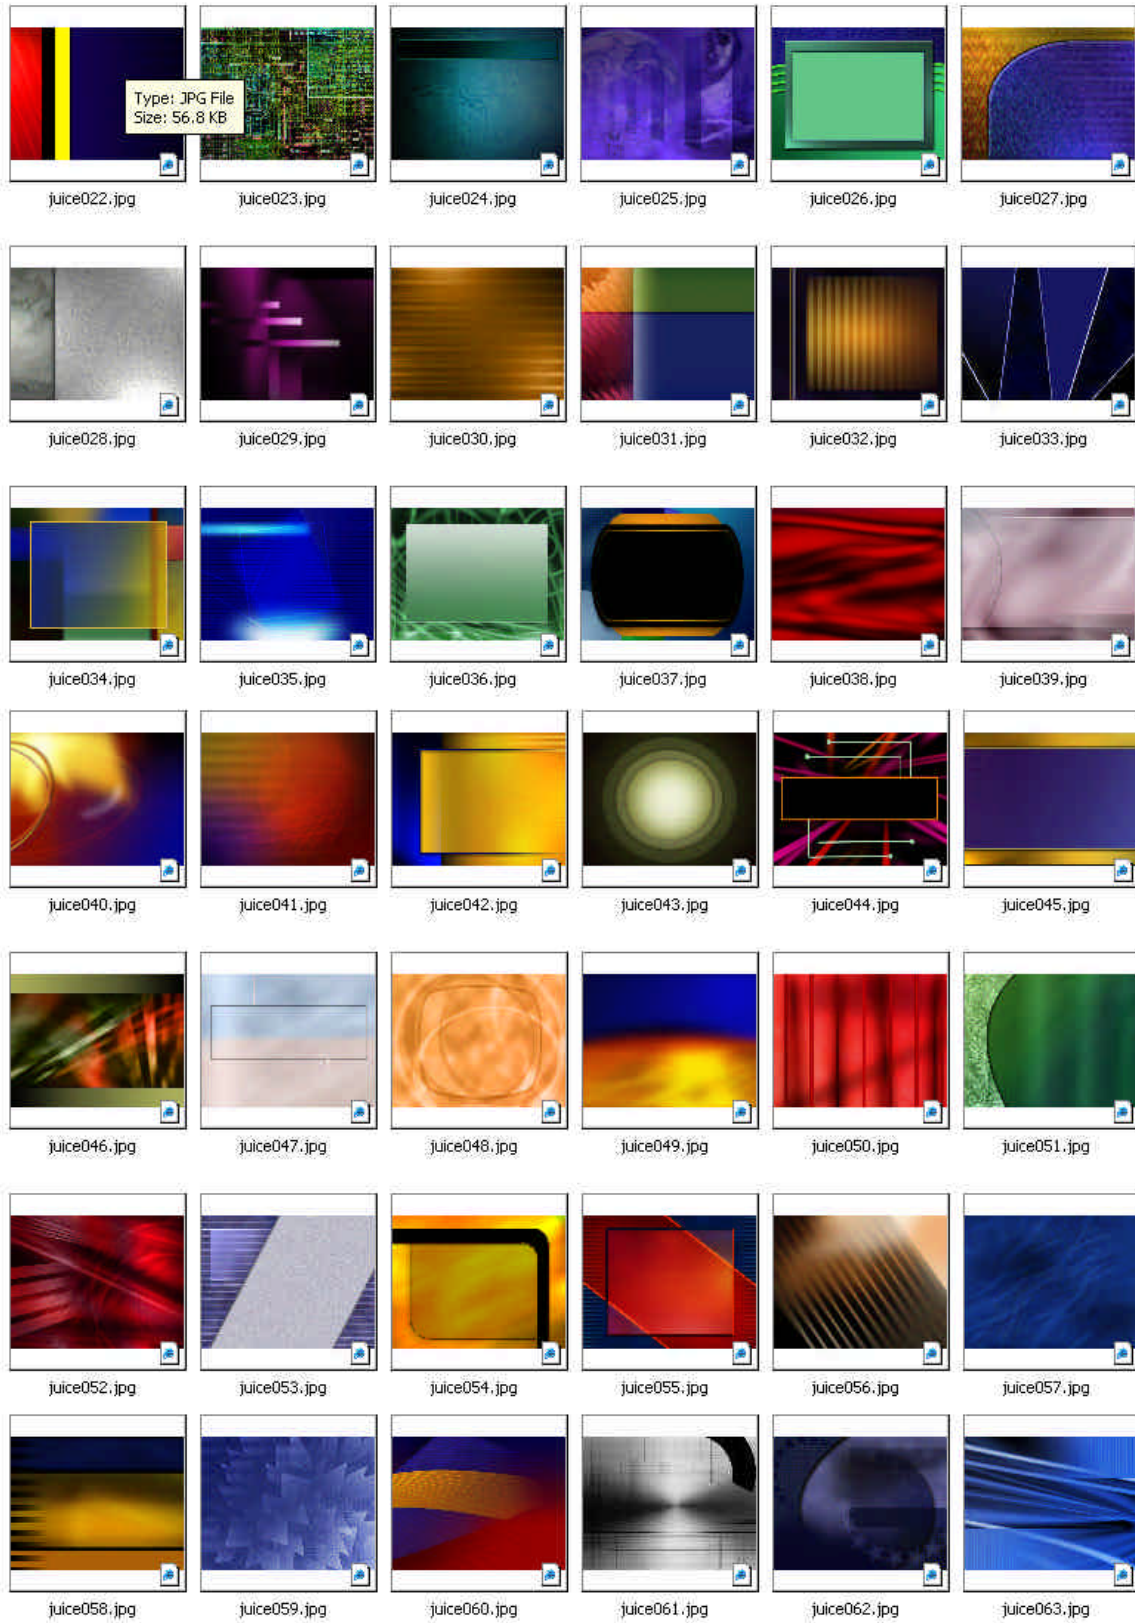 Type: JPG File
Size: 56.8 KB
juice022.jpg juice023.jpg juice024.jpg juice025.jpg juice026.jpg juice027.jpg
juice028.jpg juice029.jpg juice030.jpg juice031.jpg juice032.jpg juice033.jpg
juice034.jpg juice035.jpg juice036.jpg juice037.jpg juice038.jpg juice039.jpg
juice040.jpg juice041.jpg juice042.jpg juice043.jpg juice044.jpg juice045.jpg
juice046.jpg juice047.jpg juice048.jpg juice049.jpg juice050.jpg juice051.jpg
juice052.jpg juice053.jpg juice054.jpg juice055.jpg juice056.jpg juice057.jpg
juice058.jpg juice059.jpg juice060.jpg juice061.jpg juice062.jpg juice063.jpg